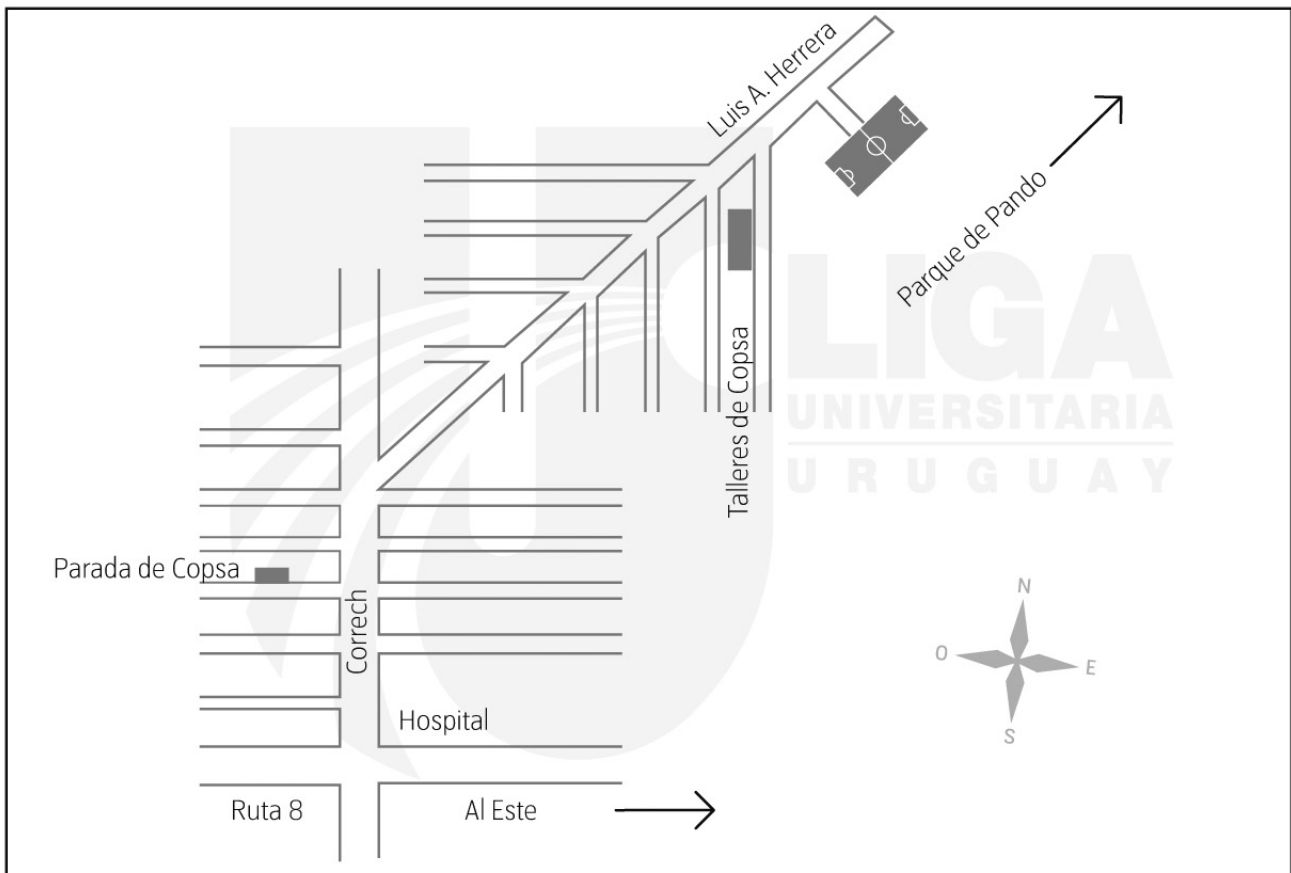 Luis A. Herrera
Parque de Pando
LIGA
UNIVERSITARIA
URUGUAY
Talleres de Copsa
Parada de Copsa
Correch
N
O
E
S
Hospital
Ruta 8
Al Este